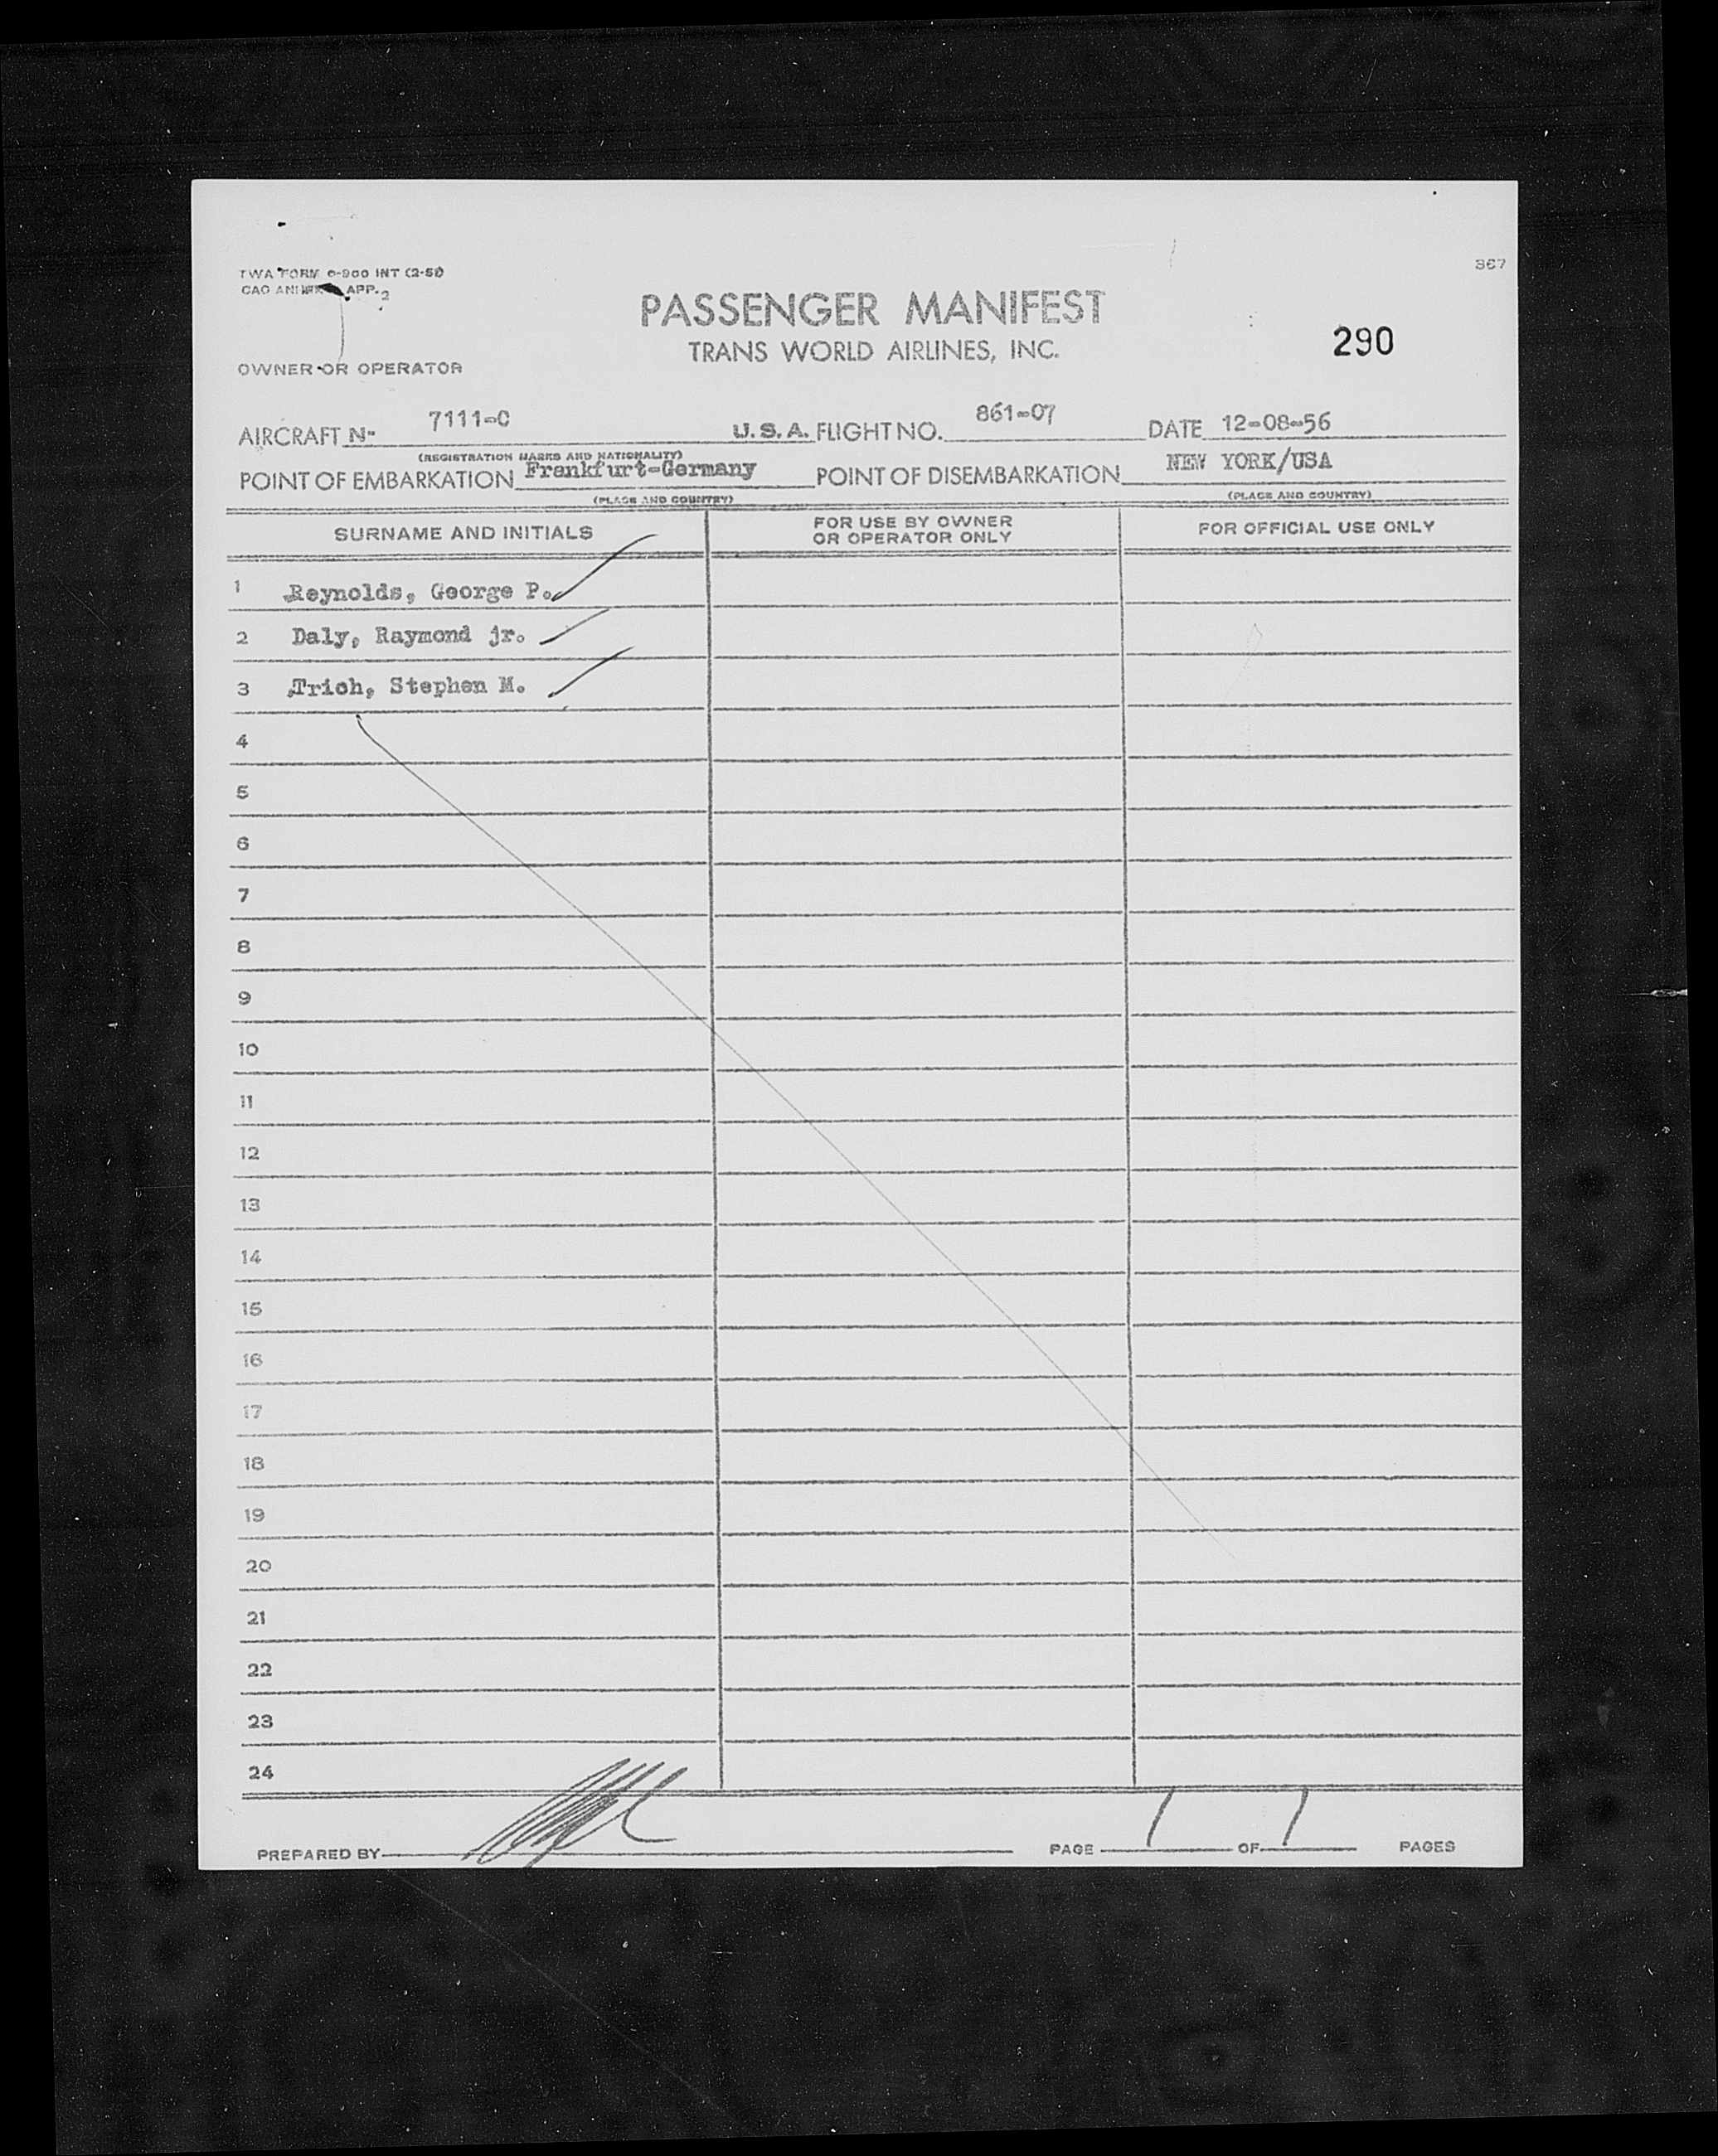 TWA FORM 0-900 INT (2-51)
867
APP. 2
PASSENGER MANIFEST
TRANS WORLD AIRLINES, INC.
290
OWNER OR OPERATOR
AIRCRAFT N- 7111-C U.S.A. FLIGHT NO. 861-07 DATE 12-08-56
(REGISTRATION MARKS AND NATIONALITY)
POINT OF EMBARKATION Frankfurt-Germany POINT OF DISEMBARKATION NEW YORK/USA
(PLACE AND COUNTRY) (PLACE AND COUNTRY)
SURNAME AND INITIALS FOR USE BY OWNER OR OPERATOR ONLY FOR OFFICIAL USE ONLY
1 Reynolds, George P.
2 Daly, Raymond jr.
3 Trich, Stephen M.
4
5
6
7
8
9
10
11
12
13
14
15
16
17
18
19
20
21
22
23
24
PREPARED BY PAGE 1 OF 1 PAGES